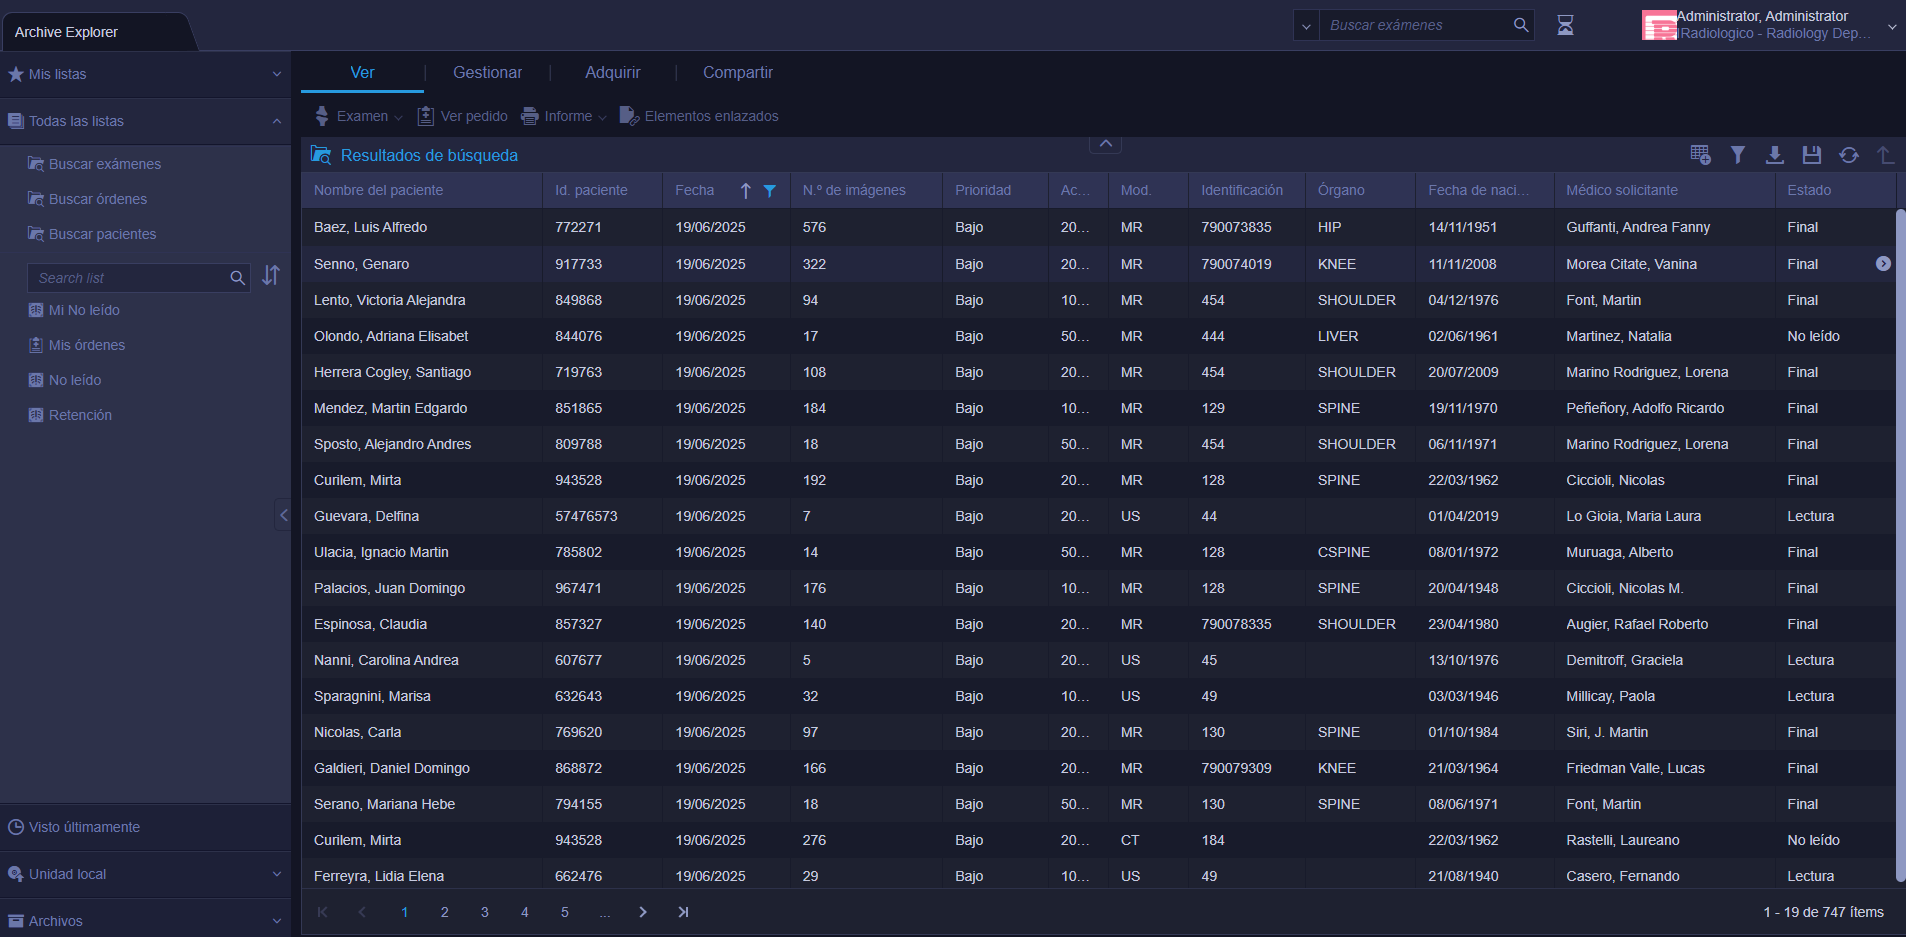 Archive Explorer
Buscar exámenes
Administrator, Administrator
Radiologico - Radiology Dep...
Mis listas
Todas las listas
Buscar exámenes
Buscar órdenes
Buscar pacientes
Search list
Mi No leído
Mis órdenes
No leído
Retención
Visto últimamente
Unidad local
Archivos
Ver | Gestionar | Adquirir | Compartir
Examen Ver pedido Informe Elementos enlazados
Resultados de búsqueda
Nombre del paciente Id. paciente Fecha N.º de imágenes Prioridad Ac... Mod. Identificación Órgano Fecha de naci... Médico solicitante Estado
Baez, Luis Alfredo 772271 19/06/2025 576 Bajo 20... MR 790073835 HIP 14/11/1951 Guffanti, Andrea Fanny Final
Senno, Genaro 917733 19/06/2025 322 Bajo 20... MR 790074019 KNEE 11/11/2008 Morea Citate, Vanina Final
Lento, Victoria Alejandra 849868 19/06/2025 94 Bajo 10... MR 454 SHOULDER 04/12/1976 Font, Martin Final
Olondo, Adriana Elisabet 844076 19/06/2025 17 Bajo 50... MR 444 LIVER 02/06/1961 Martinez, Natalia No leído
Herrera Cogley, Santiago 719763 19/06/2025 108 Bajo 20... MR 454 SHOULDER 20/07/2009 Marino Rodriguez, Lorena Final
Mendez, Martin Edgardo 851865 19/06/2025 184 Bajo 10... MR 129 SPINE 19/11/1970 Peñeñory, Adolfo Ricardo Final
Sposto, Alejandro Andres 809788 19/06/2025 18 Bajo 50... MR 454 SHOULDER 06/11/1971 Marino Rodriguez, Lorena Final
Curilem, Mirta 943528 19/06/2025 192 Bajo 20... MR 128 SPINE 22/03/1962 Ciccioli, Nicolas Final
Guevara, Delfina 57476573 19/06/2025 7 Bajo 20... US 44 01/04/2019 Lo Gioia, Maria Laura Lectura
Ulacia, Ignacio Martin 785802 19/06/2025 14 Bajo 50... MR 128 CSPINE 08/01/1972 Muruaga, Alberto Final
Palacios, Juan Domingo 967471 19/06/2025 176 Bajo 10... MR 128 SPINE 20/04/1948 Ciccioli, Nicolas M. Final
Espinosa, Claudia 857327 19/06/2025 140 Bajo 20... MR 790078335 SHOULDER 23/04/1980 Augier, Rafael Roberto Final
Nanni, Carolina Andrea 607677 19/06/2025 5 Bajo 20... US 45 13/10/1976 Demitroff, Graciela Lectura
Sparagnini, Marisa 632643 19/06/2025 32 Bajo 10... US 49 03/03/1946 Millicay, Paola Lectura
Nicolas, Carla 769620 19/06/2025 97 Bajo 20... MR 130 SPINE 01/10/1984 Siri, J. Martin Final
Galdieri, Daniel Domingo 868872 19/06/2025 166 Bajo 20... MR 790079309 KNEE 21/03/1964 Friedman Valle, Lucas Final
Serano, Mariana Hebe 794155 19/06/2025 18 Bajo 50... MR 130 SPINE 08/06/1971 Font, Martin Final
Curilem, Mirta 943528 19/06/2025 276 Bajo 20... CT 184 22/03/1962 Rastelli, Laureano No leído
Ferreyra, Lidia Elena 662476 19/06/2025 29 Bajo 10... US 49 21/08/1940 Casero, Fernando Lectura
1 2 3 4 5 ... 1 - 19 de 747 ítems